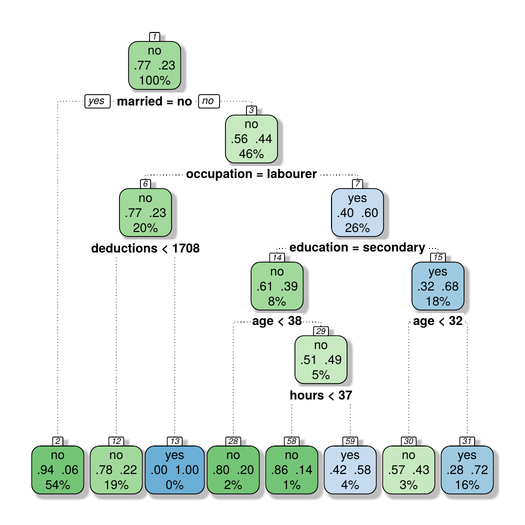 1
no
.77 .23
100%
yes married = no no
3
no
.56 .44
46%
occupation = labourer
6
no
.77 .23
20%
7
yes
.40 .60
26%
deductions < 1708
education = secondary
14
no
.61 .39
8%
15
yes
.32 .68
18%
age < 38
age < 32
29
no
.51 .49
5%
hours < 37
2
no
.94 .06
54%
12
no
.78 .22
19%
13
yes
.00 1.00
0%
28
no
.80 .20
2%
58
no
.86 .14
1%
59
yes
.42 .58
4%
30
no
.57 .43
3%
31
yes
.28 .72
16%